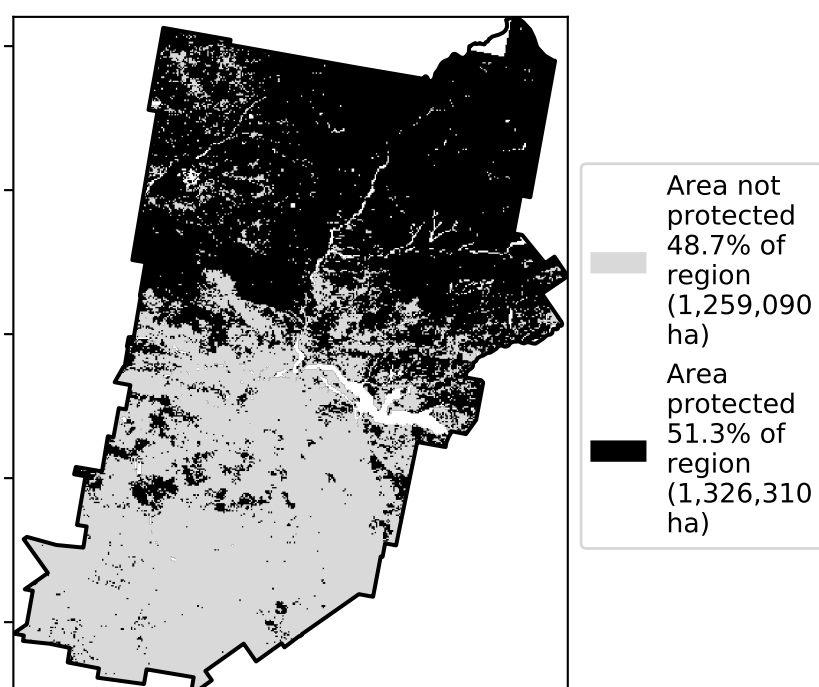 Area not
protected
48.7% of
region
(1,259,090
ha)
Area
protected
51.3% of
region
(1,326,310
ha)